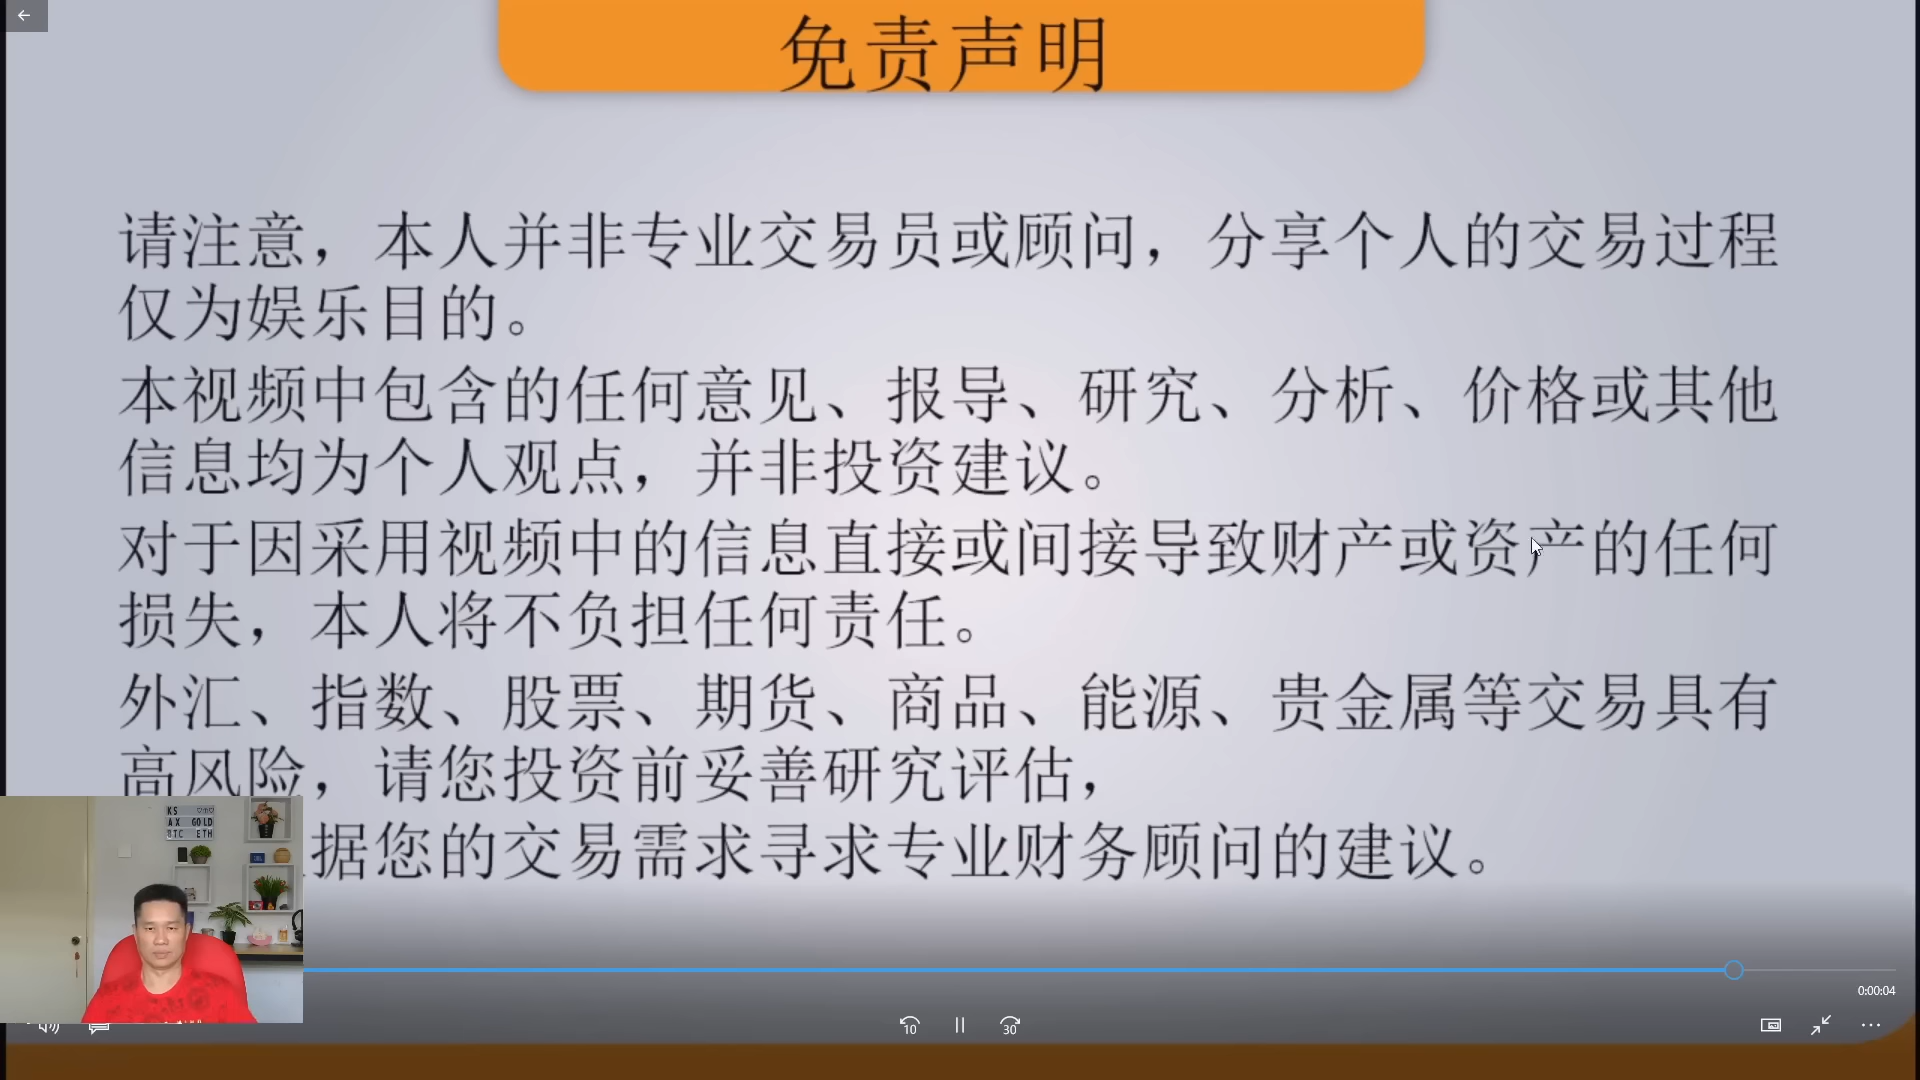 免责声明
请注意，本人并非专业交易员或顾问，分享个人的交易过程
仅为娱乐目的。
本视频中包含的任何意见、报导、研究、分析、价格或其他
信息均为个人观点，并非投资建议。
对于因采用视频中的信息直接或间接导致财产或资产的任何
损失，本人将不负担任何责任。
外汇、指数、股票、期货、商品、能源、贵金属等交易具有
高风险，请您投资前妥善研究评估，
据您的交易需求寻求专业财务顾问的建议。
KS
AX GOLD
BTC ETH
0:00:04
10
30